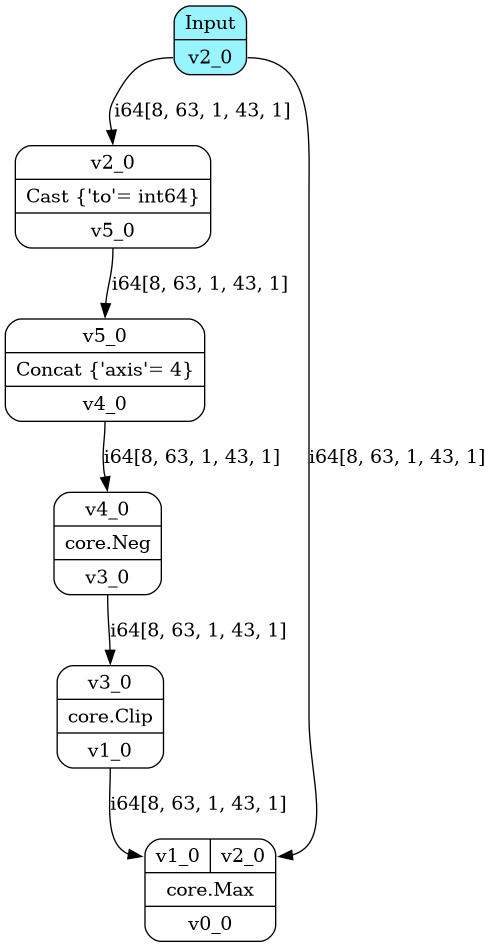 Input
v2_0
i64[8, 63, 1, 43, 1]
v2_0
Cast {'to'= int64}
v5_0
i64[8, 63, 1, 43, 1]
v5_0
Concat {'axis'= 4}
v4_0
i64[8, 63, 1, 43, 1]
i64[8, 63, 1, 43, 1]
v4_0
core.Neg
v3_0
i64[8, 63, 1, 43, 1]
v3_0
core.Clip
v1_0
i64[8, 63, 1, 43, 1]
v1_0 v2_0
core.Max
v0_0